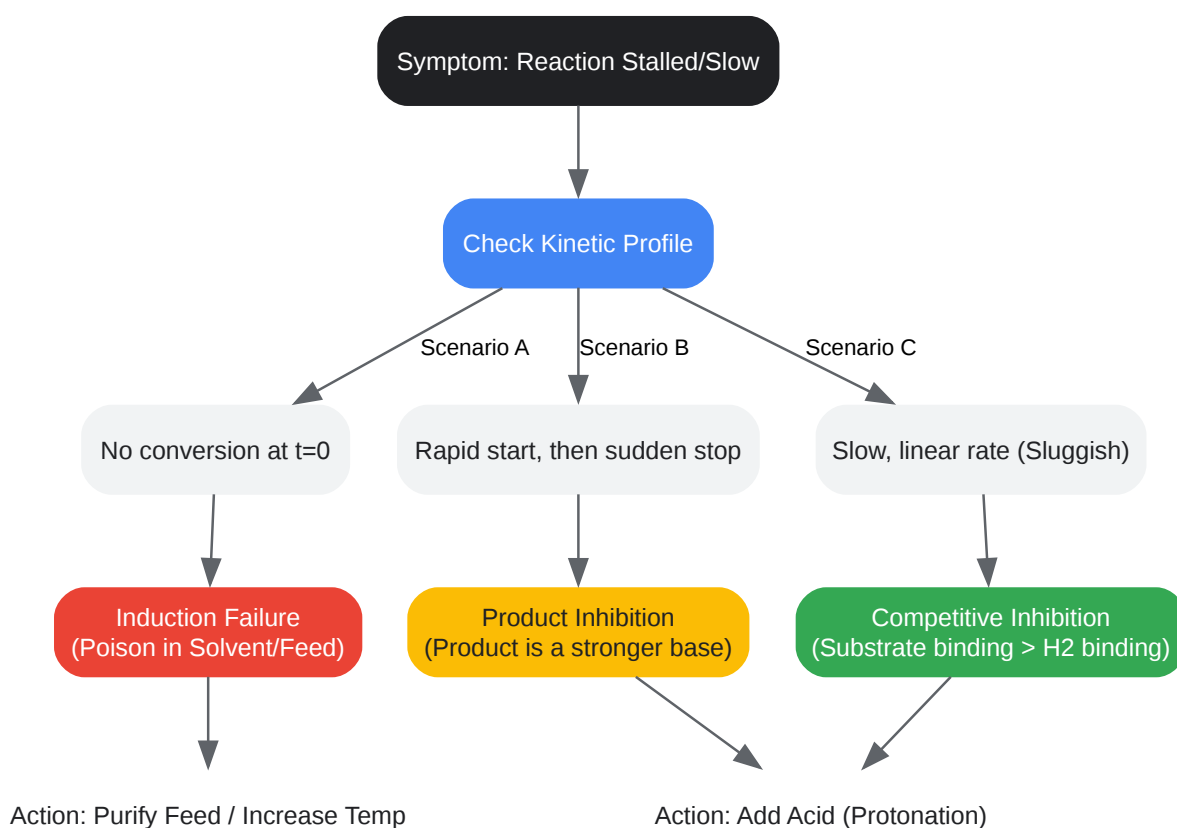 Symptom: Reaction Stalled/Slow
Check Kinetic Profile
Scenario A
Scenario B
Scenario C
No conversion at t=0
Rapid start, then sudden stop
Slow, linear rate (Sluggish)
Induction Failure
(Poison in Solvent/Feed)
Product Inhibition
(Product is a stronger base)
Competitive Inhibition
(Substrate binding > H2 binding)
Action: Purify Feed / Increase Temp
Action: Add Acid (Protonation)